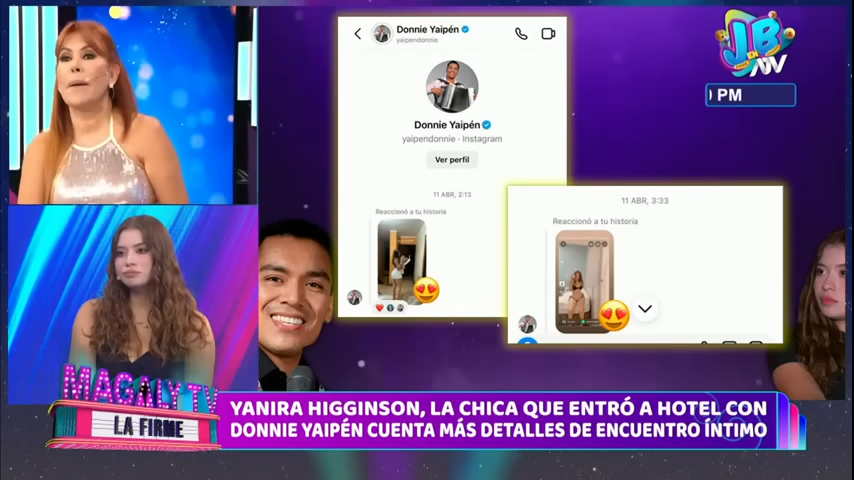 Donnie Yaipén
yaipendonnie
Donnie Yaipén
yaipendonnie · Instagram
Ver perfil
11 ABR, 2:13
Reaccionó a tu historia
11 ABR, 3:33
Reaccionó a tu historia
JB
ATV
PM
MAGALY TV
LA FIRME
YANIRA HIGGINSON, LA CHICA QUE ENTRÓ A HOTEL CON
DONNIE YAIPÉN CUENTA MÁS DETALLES DE ENCUENTRO ÍNTIMO